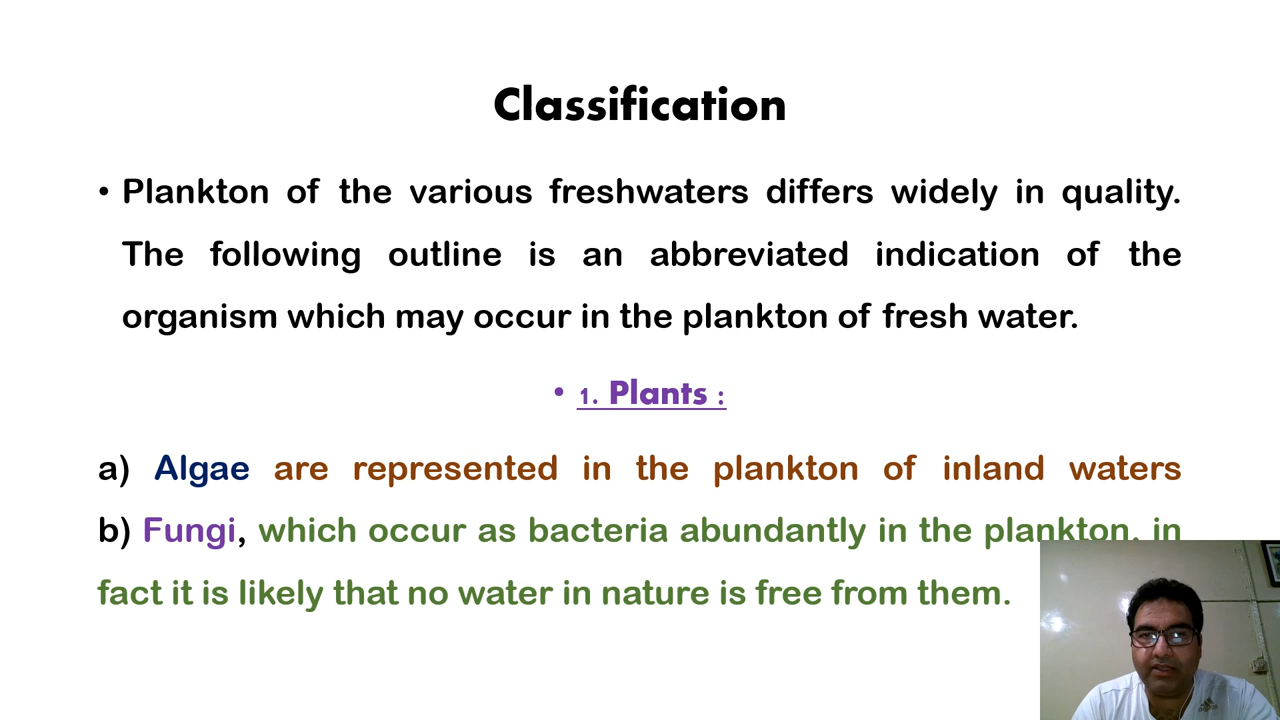 Classification
• Plankton of the various freshwaters differs widely in quality.
The following outline is an abbreviated indication of the
organism which may occur in the plankton of fresh water.
• 1. Plants :
a) Algae are represented in the plankton of inland waters
b) Fungi, which occur as bacteria abundantly in the plankton, in
fact it is likely that no water in nature is free from them.